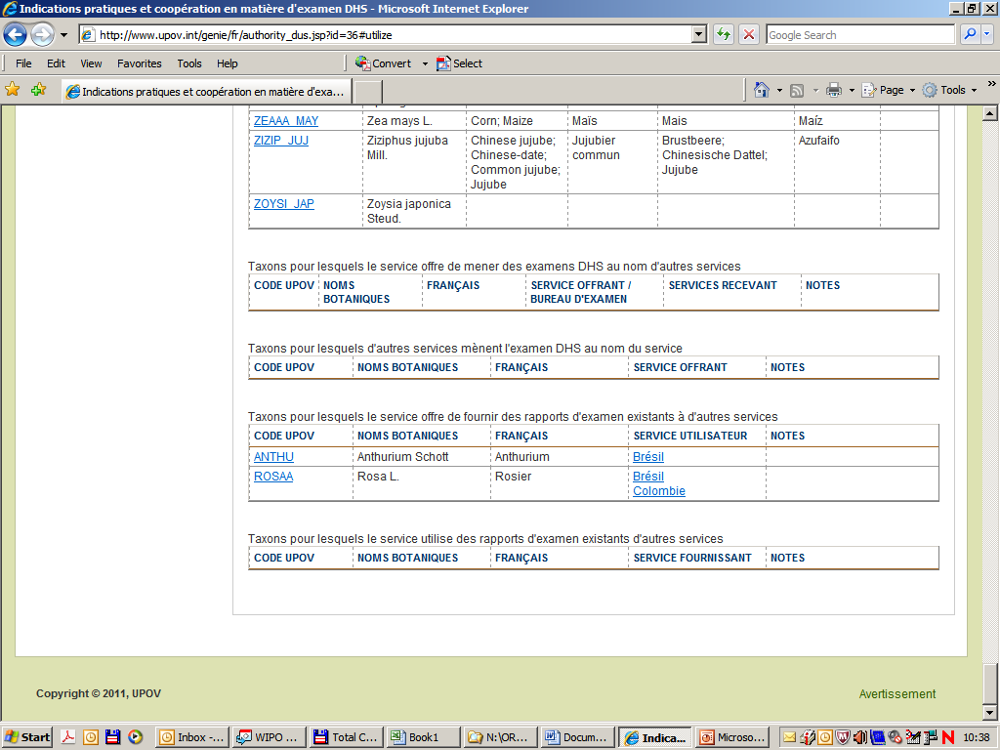 Indications pratiques et coopération en matière d'examen DHS - Microsoft Internet Explorer
http://www.upov.int/genie/fr/authority_dus.jsp?id=36#utilize
Google Search
File Edit View Favorites Tools Help
Convert Select
Indications pratiques et coopération en matière d'exa...
Page Tools
ZEAAA_MAY Zea mays L. Corn; Maize Maïs Mais Maíz
ZIZIP_JUJ Ziziphus jujuba Chinese jujube; Jujubier Brustbeere; Azufaifo
Mill. Chinese-date; commun Chinesische Dattel;
Common jujube; Jujube
Jujube
ZOYSI_JAP Zoysia japonica
Steud.
Taxons pour lesquels le service offre de mener des examens DHS au nom d'autres services
CODE UPOV NOMS FRANÇAIS SERVICE OFFRANT / SERVICES RECEVANT NOTES
BOTANIQUES BUREAU D'EXAMEN
Taxons pour lesquels d'autres services mènent l'examen DHS au nom du service
CODE UPOV NOMS BOTANIQUES FRANÇAIS SERVICE OFFRANT NOTES
Taxons pour lesquels le service offre de fournir des rapports d'examen existants à d'autres services
CODE UPOV NOMS BOTANIQUES FRANÇAIS SERVICE UTILISATEUR NOTES
ANTHU Anthurium Schott Anthurium Brésil
ROSAA Rosa L. Rosier Brésil
Colombie
Taxons pour lesquels le service utilise des rapports d'examen existants d'autres services
CODE UPOV NOMS BOTANIQUES FRANÇAIS SERVICE FOURNISSANT NOTES
Copyright © 2011, UPOV Avertissement
Start Inbox -... WIPO ... Total C... Book1 N:\OR... Docum... Indica... Microso... 10:38